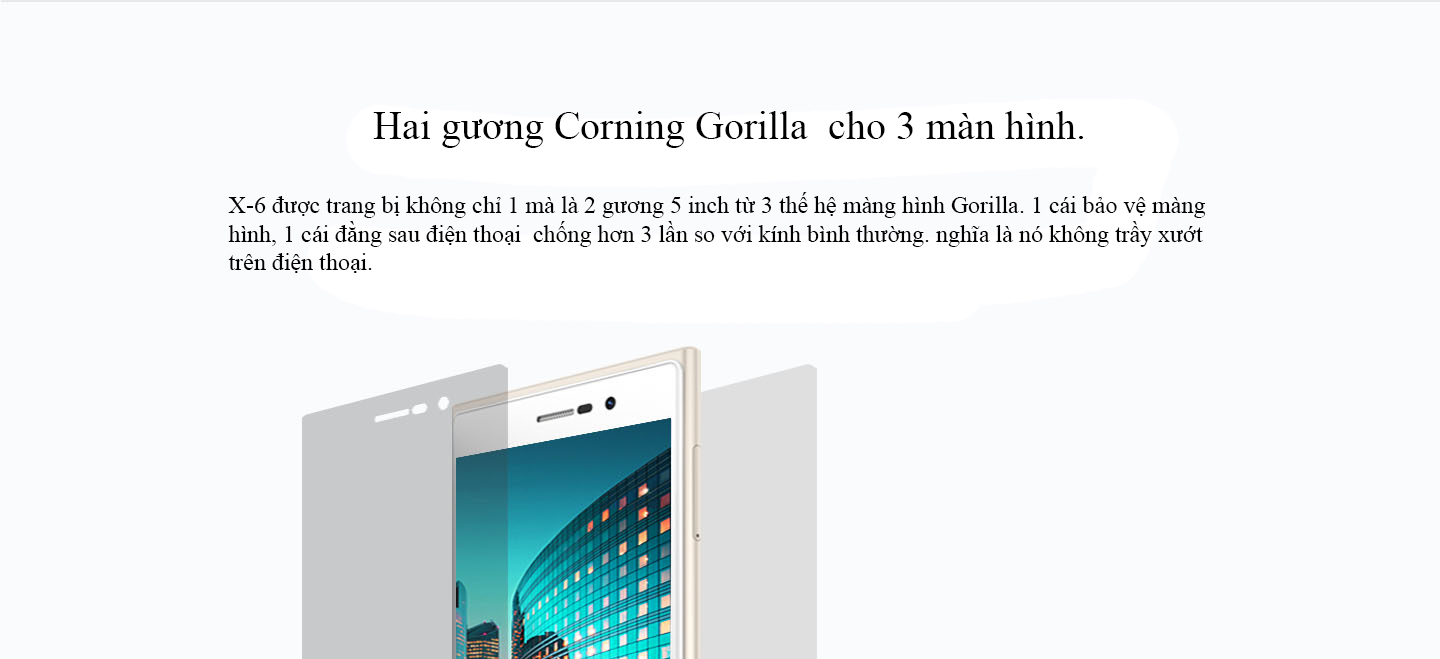 Hai gương Corning Gorilla  cho 3 màn hình.
X-6 được trang bị không chỉ 1 mà là 2 gương 5 inch từ 3 thế hệ màng hình Gorilla. 1 cái bảo vệ màng
hình, 1 cái đằng sau điện thoại  chống hơn 3 lần so với kính bình thường. nghĩa là nó không trầy xướt
trên điện thoại.